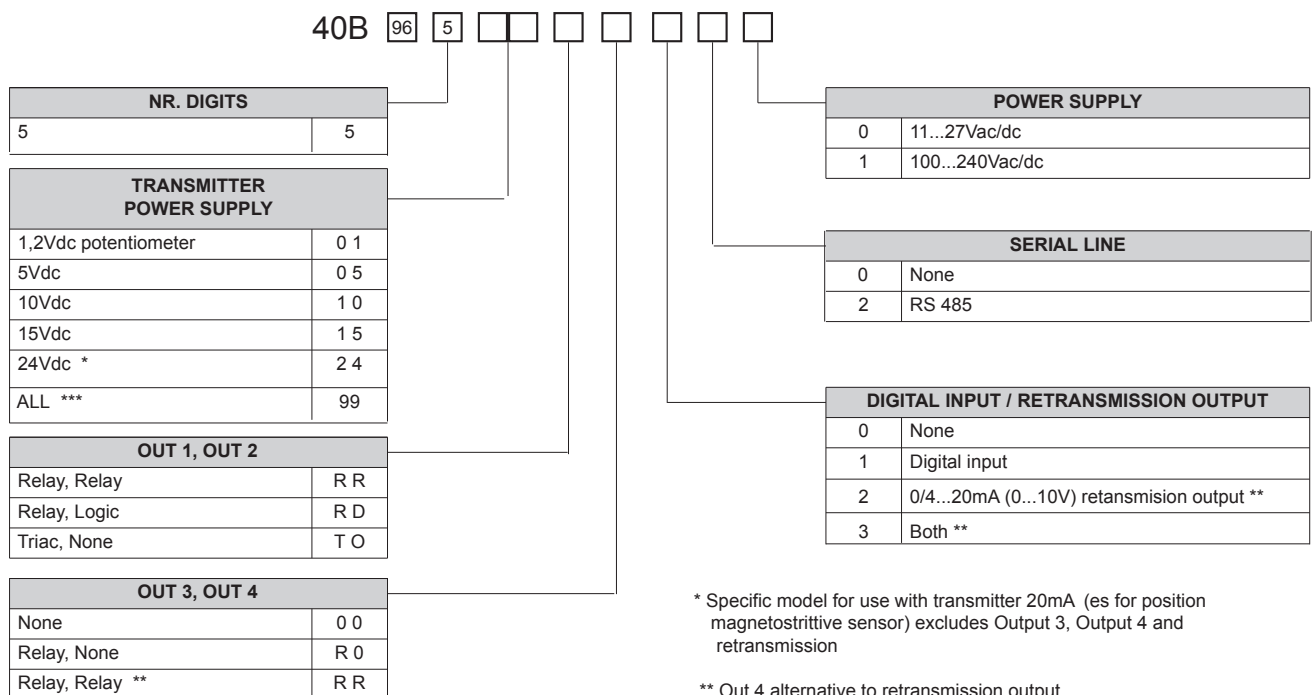 40B 96 5
NR. DIGITS
5 5
TRANSMITTER
POWER SUPPLY
1,2Vdc potentiometer 0 1
5Vdc 0 5
10Vdc 1 0
15Vdc 1 5
24Vdc * 2 4
ALL *** 99
OUT 1, OUT 2
Relay, Relay R R
Relay, Logic R D
Triac, None T O
OUT 3, OUT 4
None 0 0
Relay, None R 0
Relay, Relay ** R R
POWER SUPPLY
0 11...27Vac/dc
1 100...240Vac/dc
SERIAL LINE
0 None
2 RS 485
DIGITAL INPUT / RETRANSMISSION OUTPUT
0 None
1 Digital input
2 0/4...20mA (0...10V) retansmision output **
3 Both **
* Specific model for use with transmitter 20mA (es for position
magnetostrittive sensor) excludes Output 3, Output 4 and
retransmission
** Out 4 alternative to retransmission output